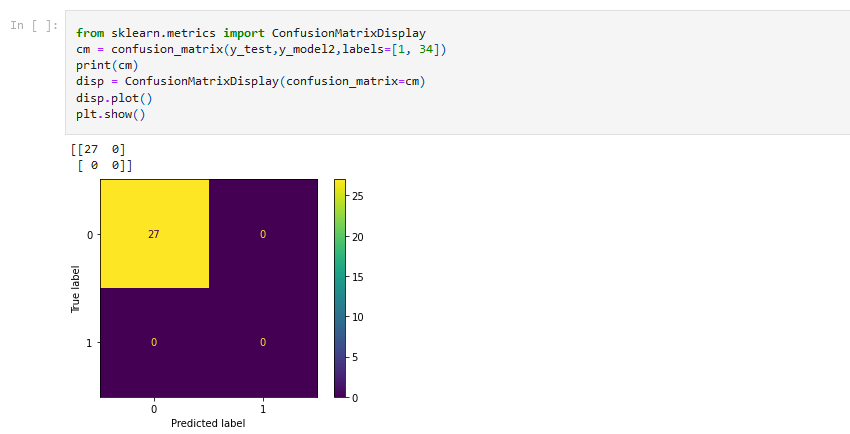 In [ ]:
from sklearn.metrics import ConfusionMatrixDisplay
cm = confusion_matrix(y_test,y_model2,labels=[1, 34])
print(cm)
disp = ConfusionMatrixDisplay(confusion_matrix=cm)
disp.plot()
plt.show()
[[27  0]
 [ 0  0]]
27 0
0 0
0
1
True label
0 1
Predicted label
25
20
15
10
5
0